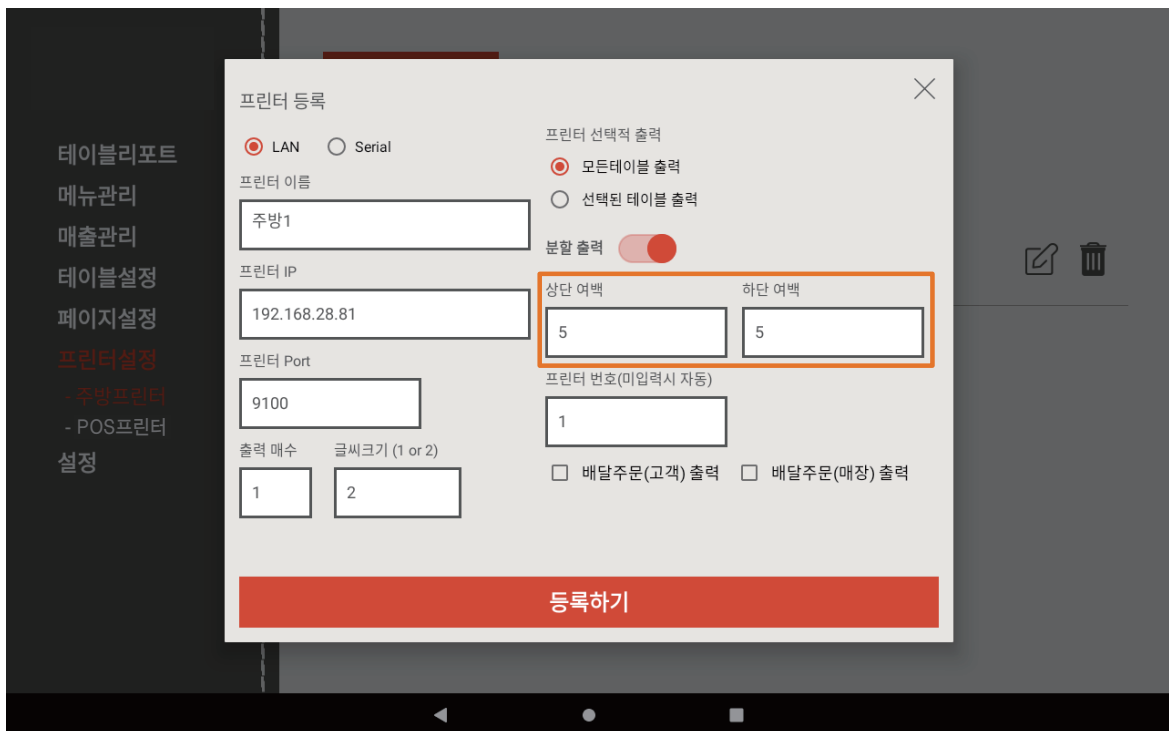 테이블리포트
메뉴관리
매출관리
테이블설정
페이지설정
프린터설정
- 주방프린터
- POS프린터
설정
프린터 등록
LAN
Serial
프린터 이름
주방1
프린터 IP
192.168.28.81
프린터 Port
9100
출력 매수
글씨크기 (1 or 2)
1
2
프린터 선택적 출력
모든테이블 출력
선택된 테이블 출력
분할 출력
상단 여백
하단 여백
5
5
프린터 번호(미입력시 자동)
1
배달주문(고객) 출력
배달주문(매장) 출력
등록하기